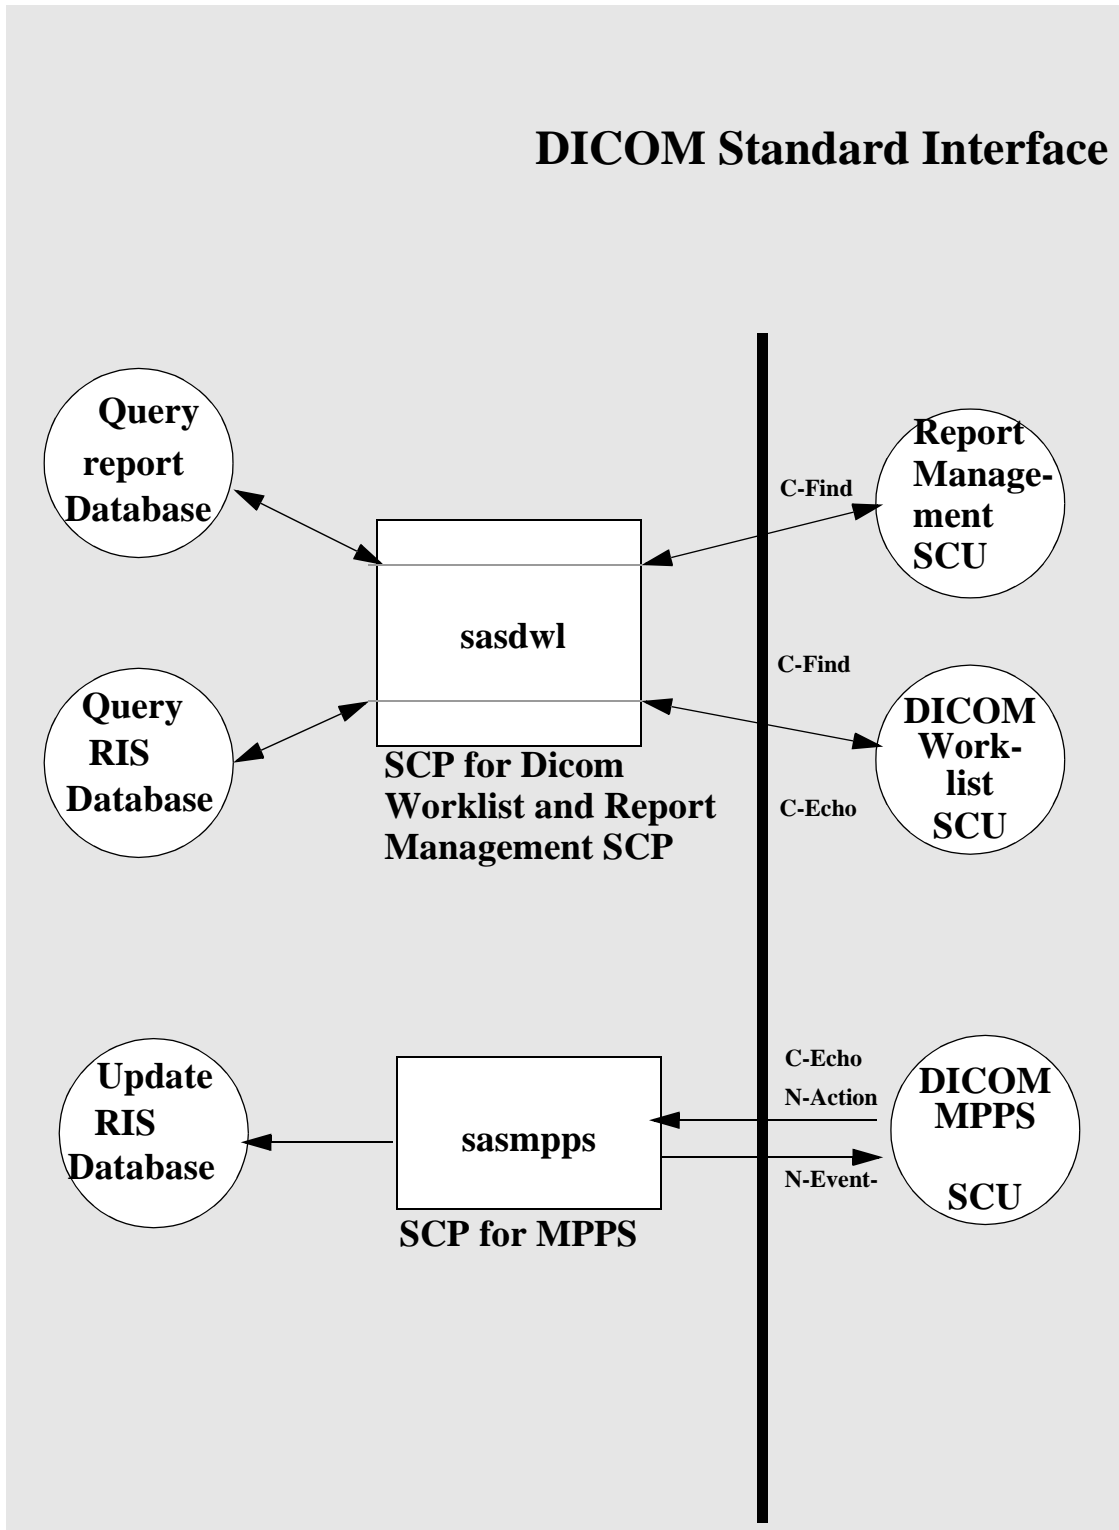 DICOM Standard Interface
Query
report
Database
C-Find
Report
Manage-
ment
SCU
sasdwl
C-Find
Query
RIS
Database
DICOM
Work-
list
SCU
SCP for Dicom
Worklist and Report
Management SCP
C-Echo
Update
RIS
Database
sasmpps
SCP for MPPS
C-Echo
N-Action
N-Event-
DICOM
MPPS
SCU